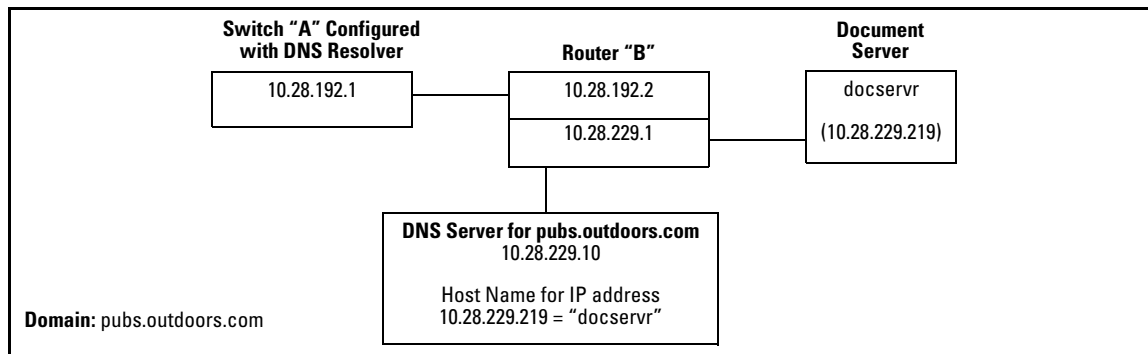 Switch “A” Configured
with DNS Resolver
10.28.192.1
Router “B”
10.28.192.2
10.28.229.1
Document
Server
docservr
(10.28.229.219)
DNS Server for pubs.outdoors.com
10.28.229.10
Host Name for IP address
10.28.229.219 = “docservr”
Domain: pubs.outdoors.com